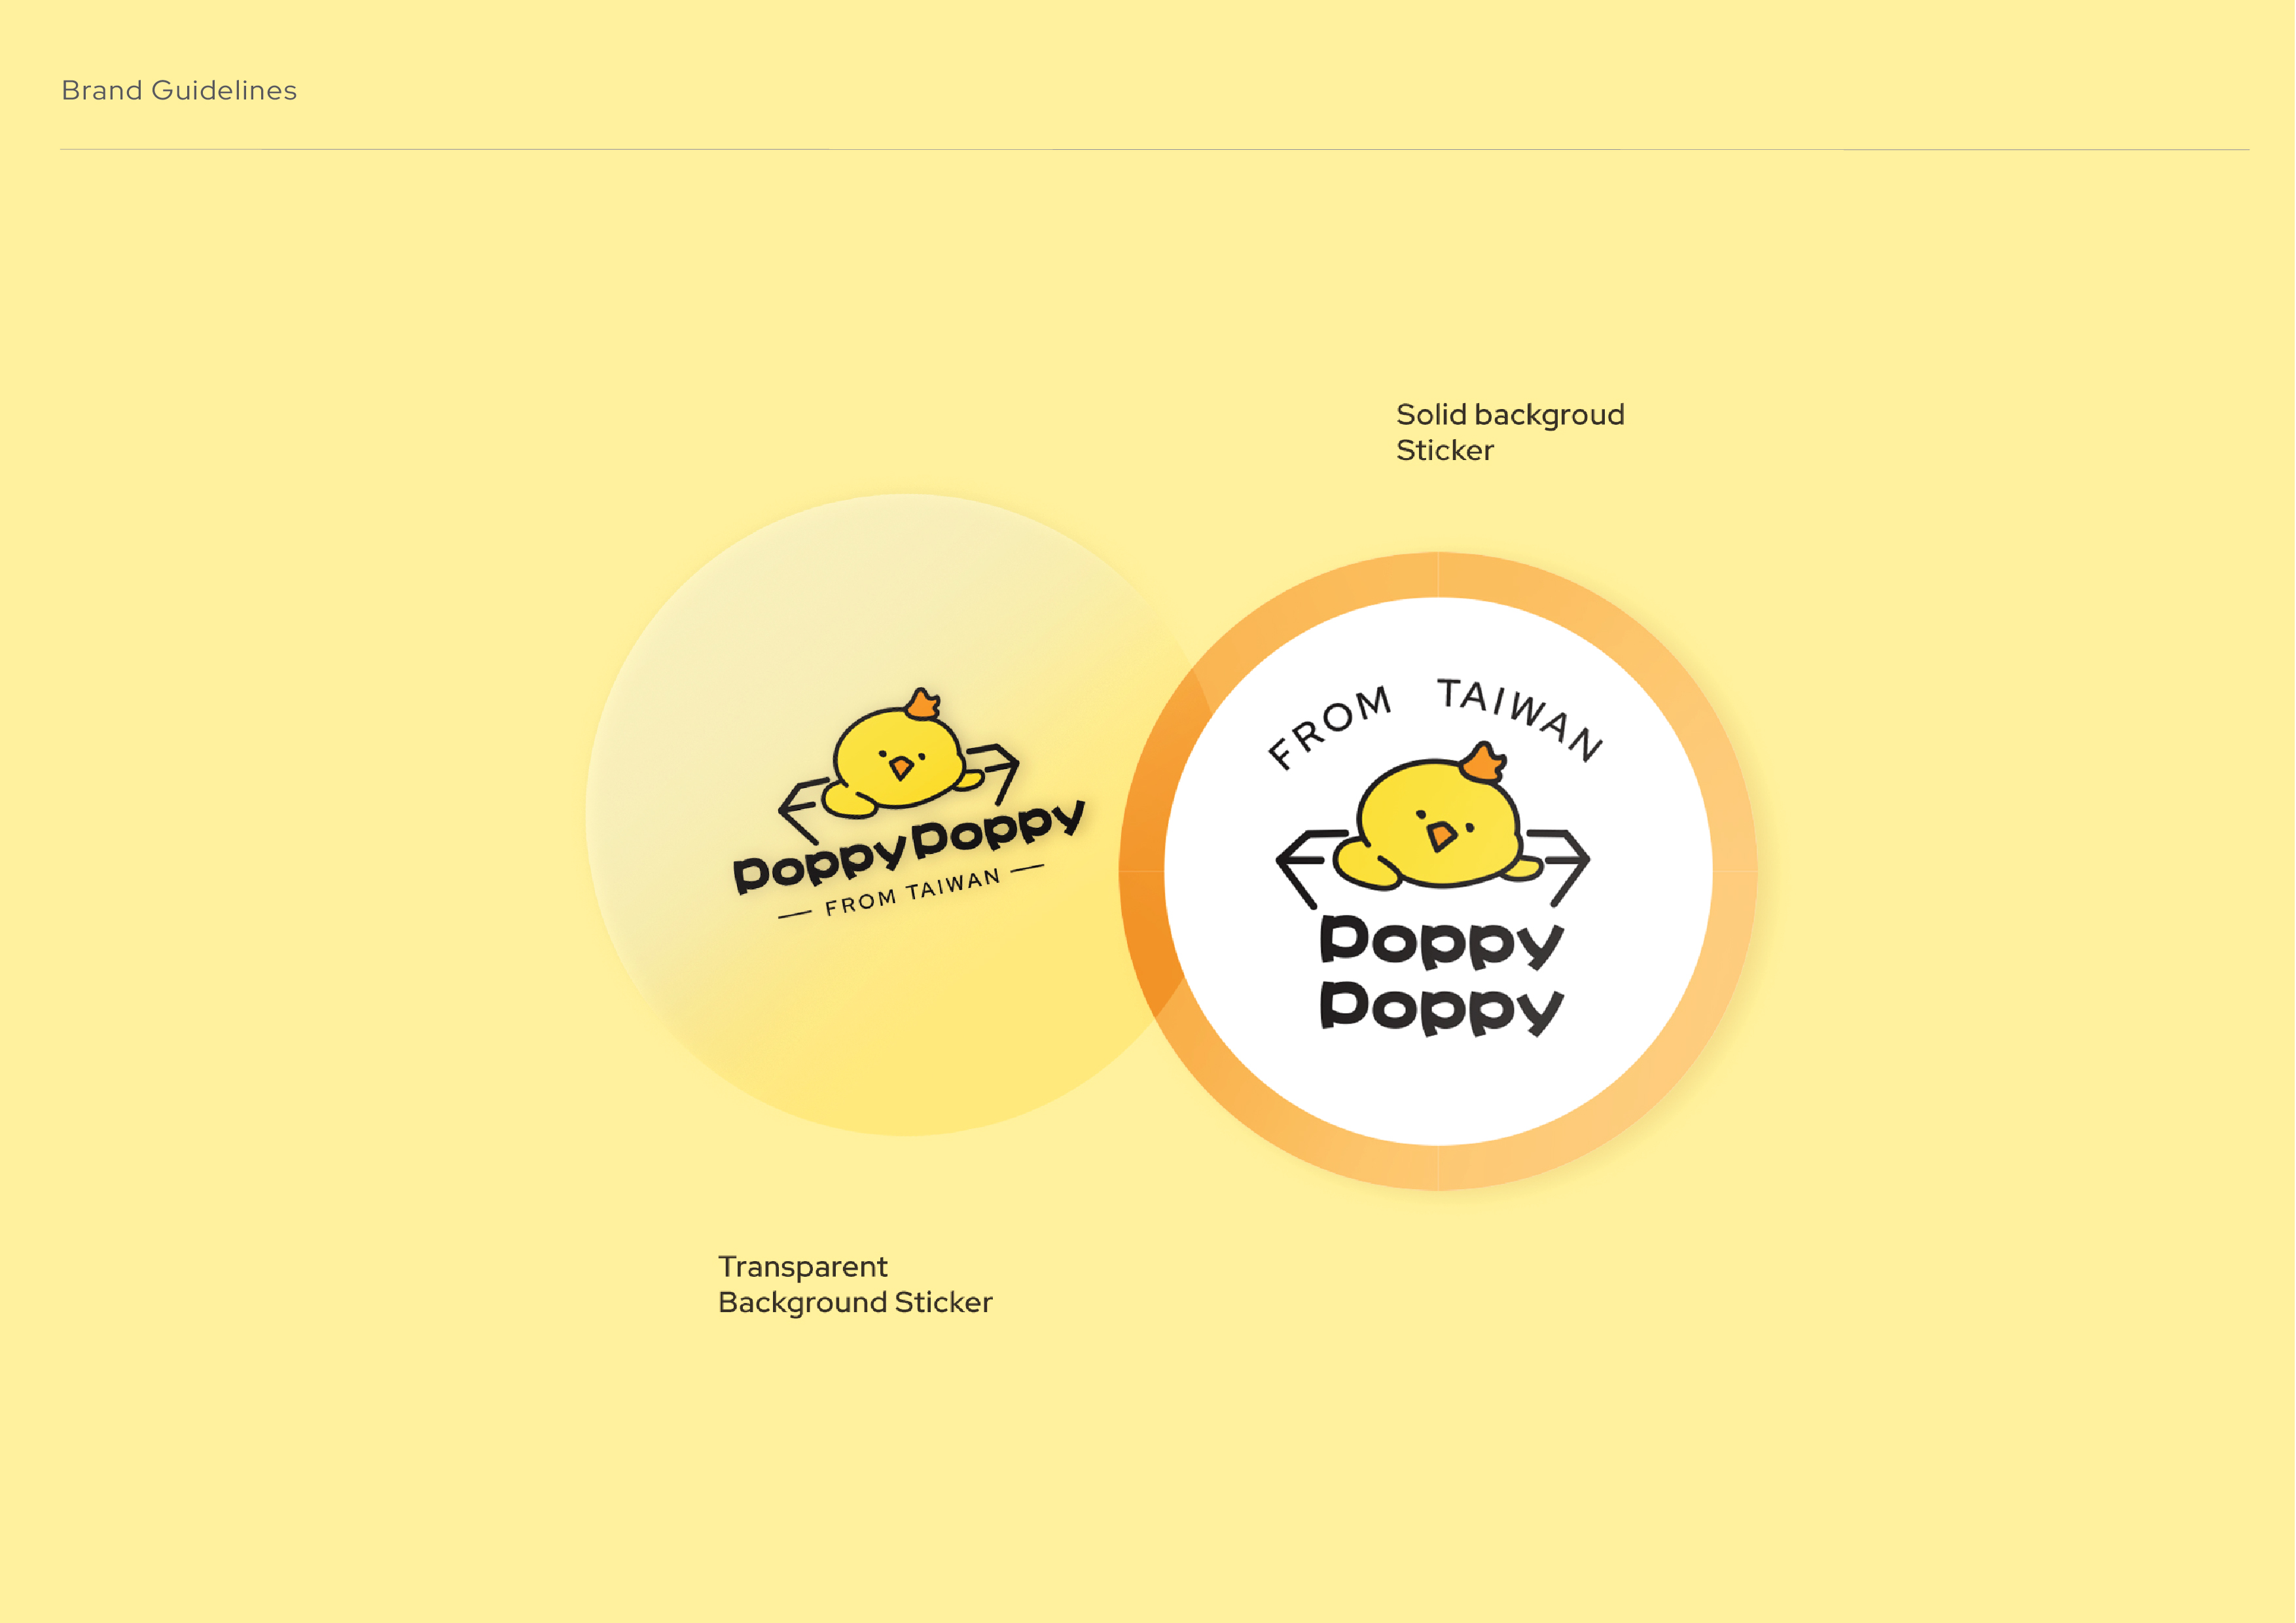 Brand Guidelines
Solid backgroud
Sticker
PoppyPoppy
FROM TAIWAN
FROM TAIWAN
Poppy
Poppy
Transparent
Background Sticker